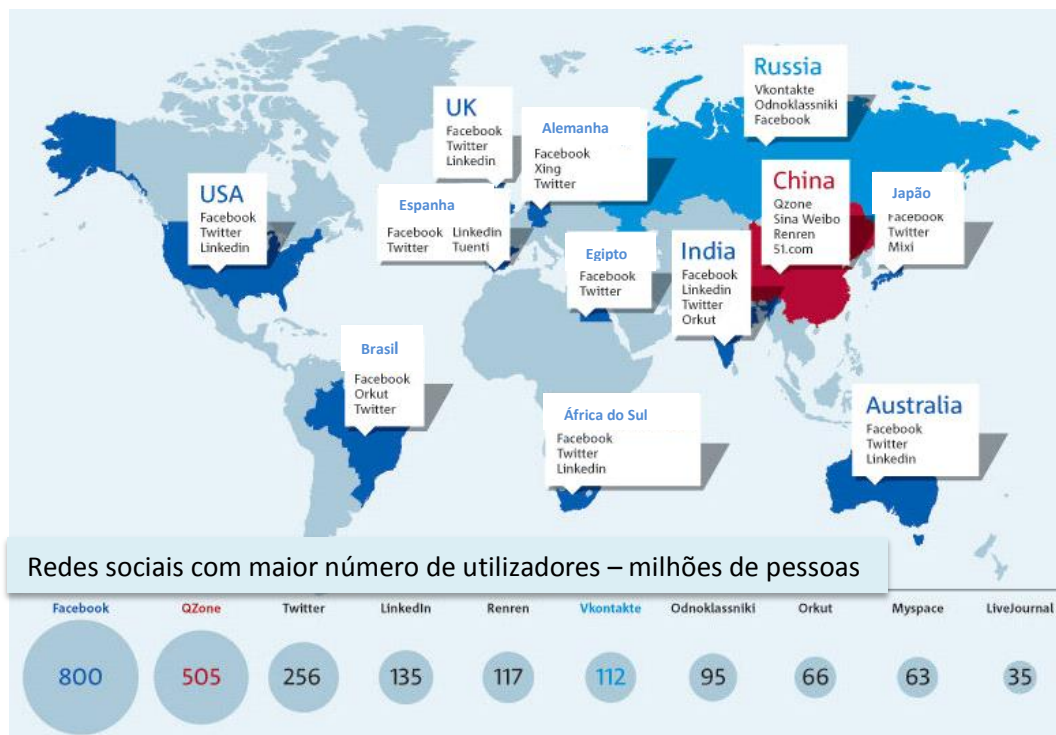 Russia
Vkontakte
Odnoklassniki
Facebook
UK
Facebook
Twitter
Linkedin
Alemanha
Facebook
Xing
Twitter
USA
Facebook
Twitter
Linkedin
Espanha
Facebook Linkedin
Twitter Tuenti
China
Qzone
Sina Weibo
Renren
51.com
Japão
Facebook
Twitter
Mixi
Egipto
Facebook
Twitter
India
Facebook
Linkedin
Twitter
Orkut
Brasil
Facebook
Orkut
Twitter
África do Sul
Facebook
Twitter
Linkedin
Australia
Facebook
Twitter
Linkedin
Redes sociais com maior número de utilizadores – milhões de pessoas
Facebook QZone Twitter LinkedIn Renren Vkontakte Odnoklassniki Orkut Myspace LiveJournal
800 505 256 135 117 112 95 66 63 35